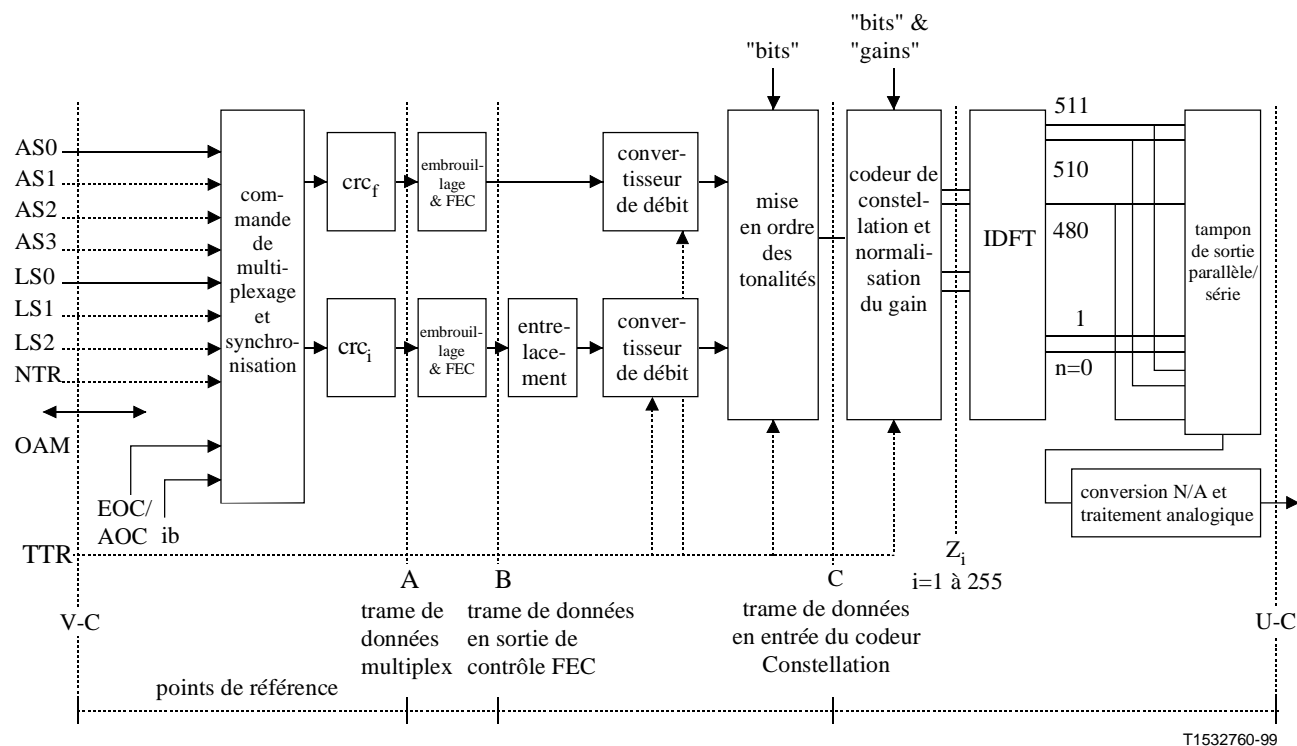 "bits"
"bits" &
"gains"
AS0
AS1
AS2
AS3
LS0
LS1
LS2
NTR
OAM
EOC/
AOC
ib
TTR
com-
mande
de
multi-
plexage
et
synchro-
nisation
crcf
crci
embrouil-
lage
& FEC
embrouil-
lage
& FEC
entre-
lace-
ment
conver-
tisseur
de débit
conver-
tisseur
de débit
mise
en ordre
des
tonalités
codeur de
constel-
lation et
normali-
sation
du gain
IDFT
511
510
480
1
n=0
tampon
de sortie
parallèle/
série
conversion N/A et
traitement analogique
Zi
i=1 à 255
A
trame de
données
multiplex
B
trame de données
en sortie de
contrôle FEC
C
trame de données
en entrée du codeur
Constellation
V-C
U-C
points de référence
T1532760-99